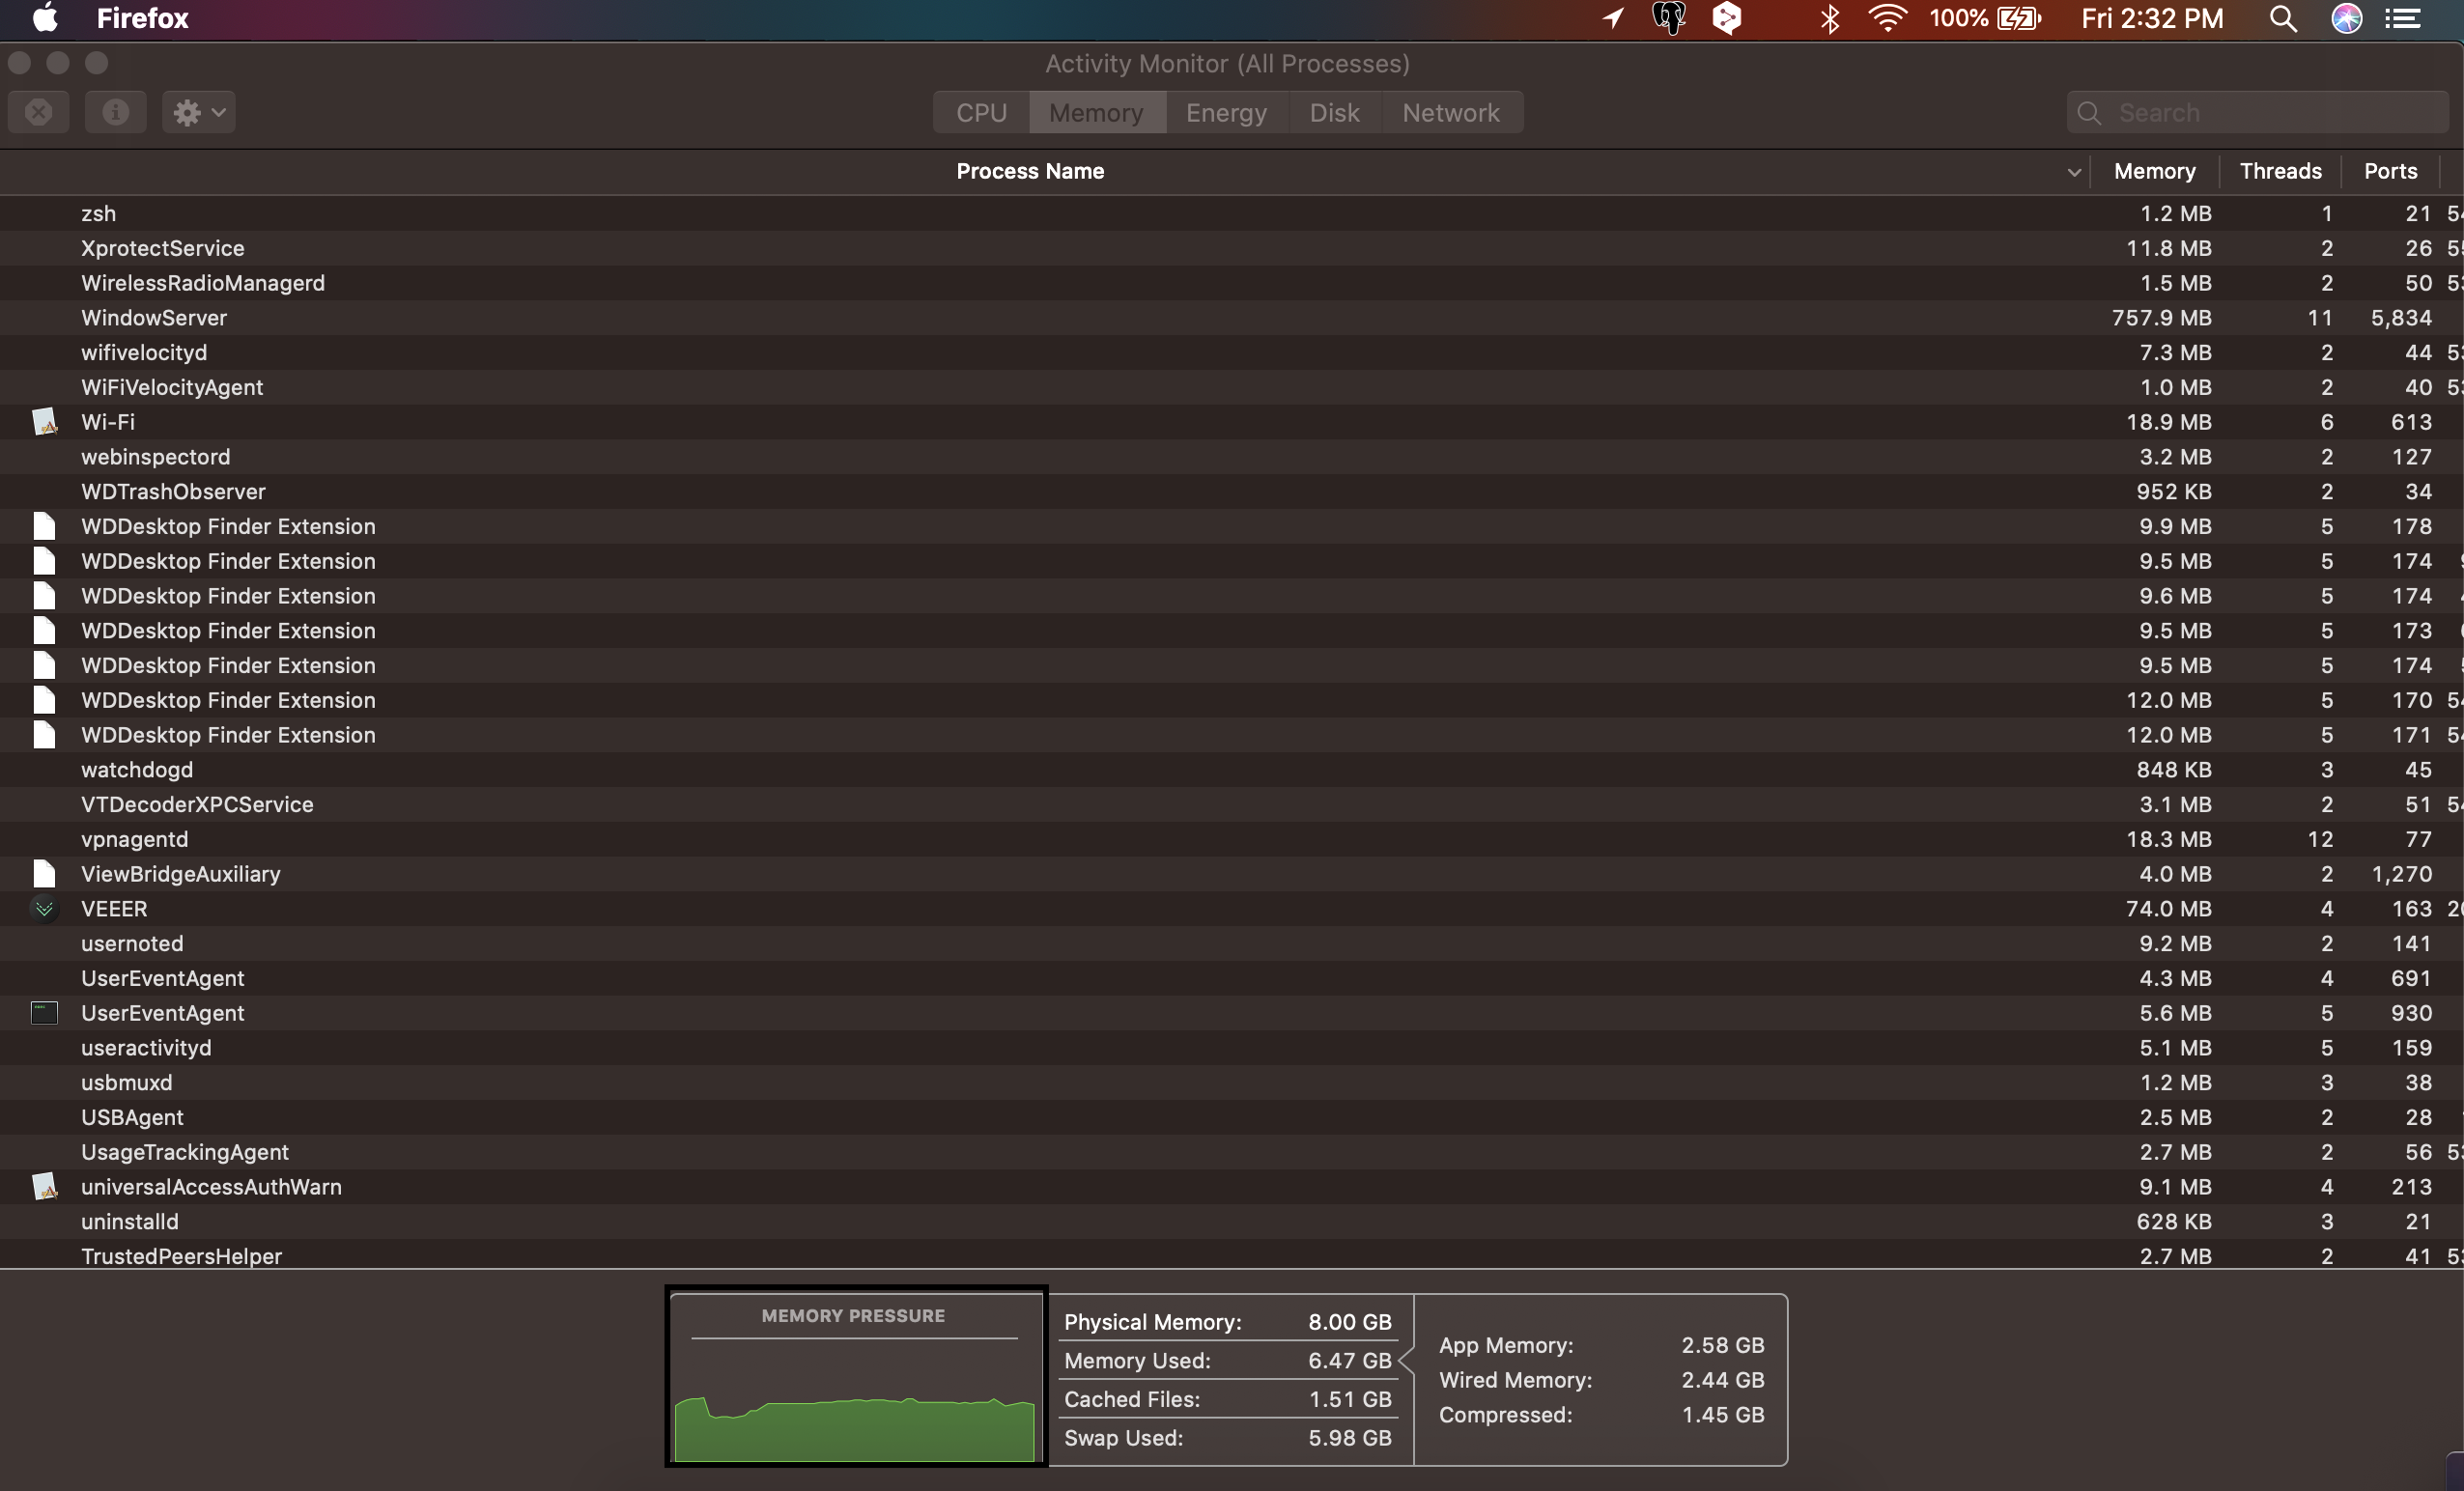 Firefox 100% Fri 2:32 PM
Activity Monitor (All Processes)
CPU Memory Energy Disk Network Search
Process Name Memory Threads Ports
zsh 1.2 MB 1 21
XprotectService 11.8 MB 2 26
WirelessRadioManagerd 1.5 MB 2 50
WindowServer 757.9 MB 11 5,834
wifivelocityd 7.3 MB 2 44
WiFiVelocityAgent 1.0 MB 2 40
Wi-Fi 18.9 MB 6 613
webinspectord 3.2 MB 2 127
WDTrashObserver 952 KB 2 34
WDDesktop Finder Extension 9.9 MB 5 178
WDDesktop Finder Extension 9.5 MB 5 174
WDDesktop Finder Extension 9.6 MB 5 174
WDDesktop Finder Extension 9.5 MB 5 173
WDDesktop Finder Extension 9.5 MB 5 174
WDDesktop Finder Extension 12.0 MB 5 170
WDDesktop Finder Extension 12.0 MB 5 171
watchdogd 848 KB 3 45
VTDecoderXPCService 3.1 MB 2 51
vpnagentd 18.3 MB 12 77
ViewBridgeAuxiliary 4.0 MB 2 1,270
VEEER 74.0 MB 4 163
usernoted 9.2 MB 2 141
UserEventAgent 4.3 MB 4 691
UserEventAgent 5.6 MB 5 930
useractivityd 5.1 MB 5 159
usbmuxd 1.2 MB 3 38
USBAgent 2.5 MB 2 28
UsageTrackingAgent 2.7 MB 2 56
universalAccessAuthWarn 9.1 MB 4 213
uninstalld 628 KB 3 21
TrustedPeersHelper 2.7 MB 2 41
MEMORY PRESSURE
Physical Memory: 8.00 GB
Memory Used: 6.47 GB
Cached Files: 1.51 GB
Swap Used: 5.98 GB
App Memory: 2.58 GB
Wired Memory: 2.44 GB
Compressed: 1.45 GB